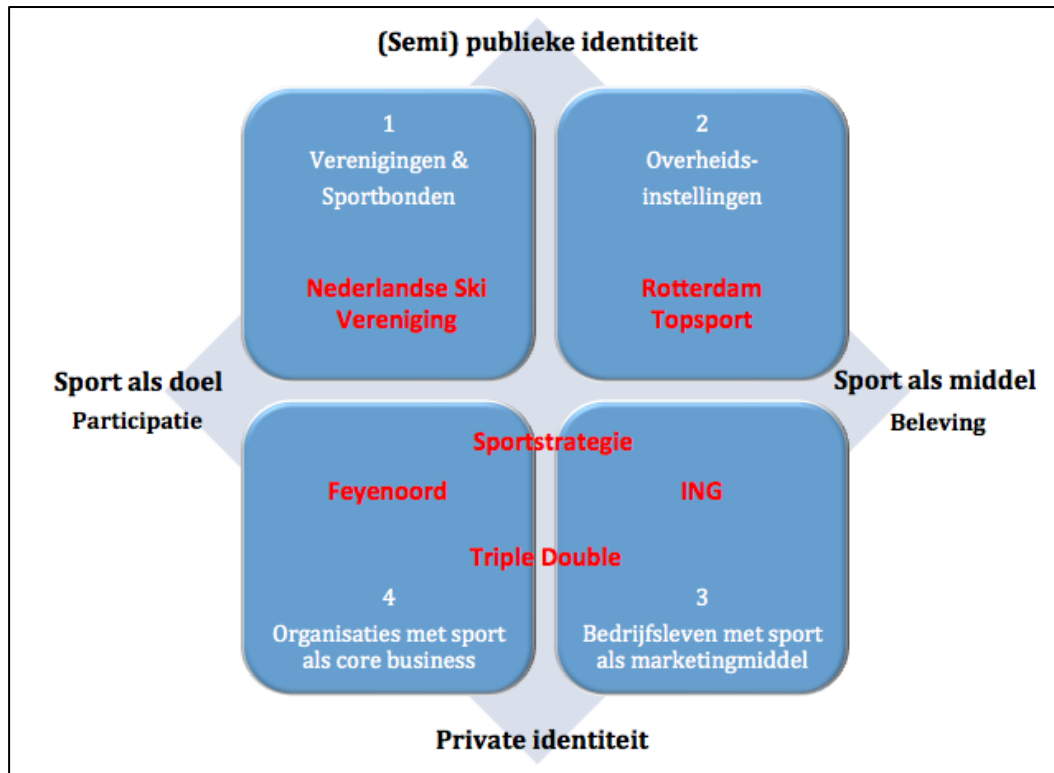 (Semi) publieke identiteit
1
Verenigingen &
Sportbonden
Nederlandse Ski
Vereniging
2
Overheids-
instellingen
Rotterdam
Topsport
Sport als doel
Participatie
Sport als middel
Beleving
Sportstrategie
Feyenoord
ING
Triple Double
4
Organisaties met sport
als core business
3
Bedrijfsleven met sport
als marketingmiddel
Private identiteit